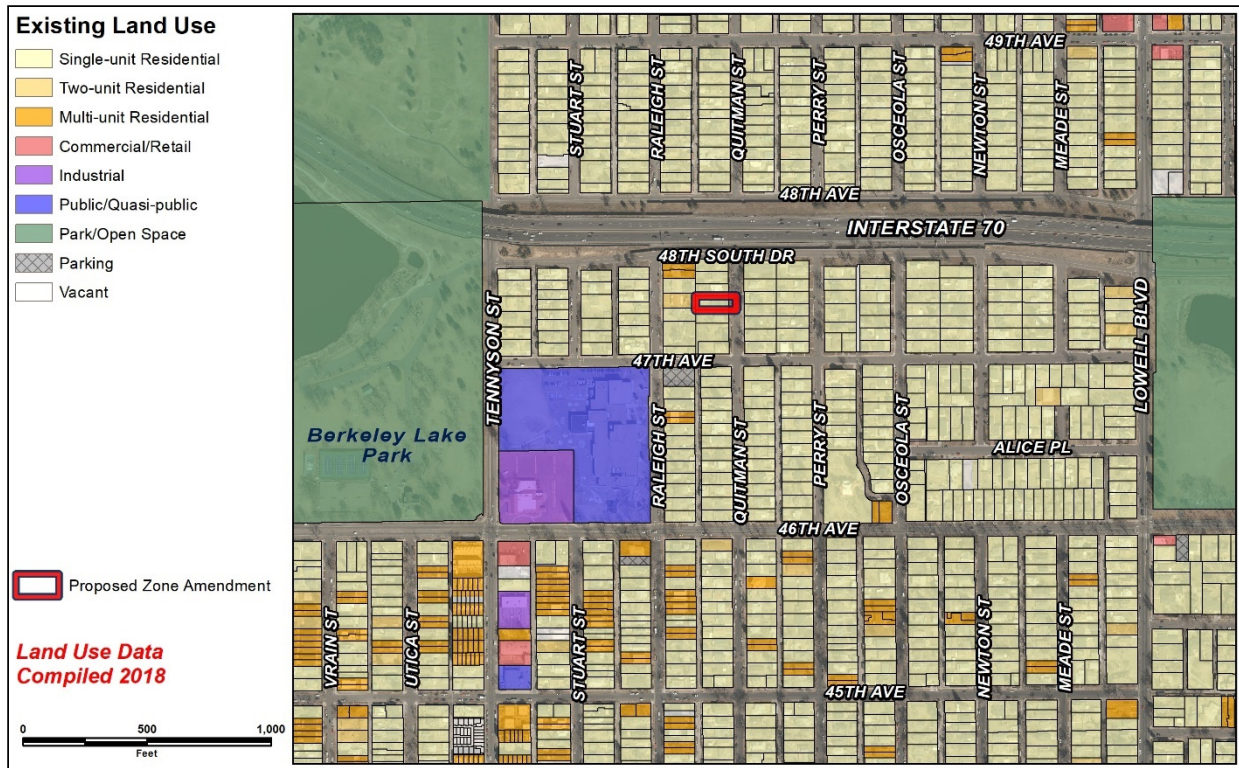 Existing Land Use
Single-unit Residential
Two-unit Residential
Multi-unit Residential
Commercial/Retail
Industrial
Public/Quasi-public
Park/Open Space
Parking
Vacant
Proposed Zone Amendment
Land Use Data
Compiled 2018
0 500 1,000
Feet
49TH AVE
STUART ST
RALEIGH ST
QUITMAN ST
PERRY ST
OSCEOLA ST
NEWTON ST
MEADE ST
48TH AVE
INTERSTATE 70
48TH SOUTH DR
TENNYSON ST
LOWELL BLVD
47TH AVE
Berkeley Lake
Park
RALEIGH ST
QUITMAN ST
PERRY ST
OSCEOLA ST
ALICE PL
46TH AVE
VRAIN ST
UTICA ST
STUART ST
NEWTON ST
MEADE ST
45TH AVE